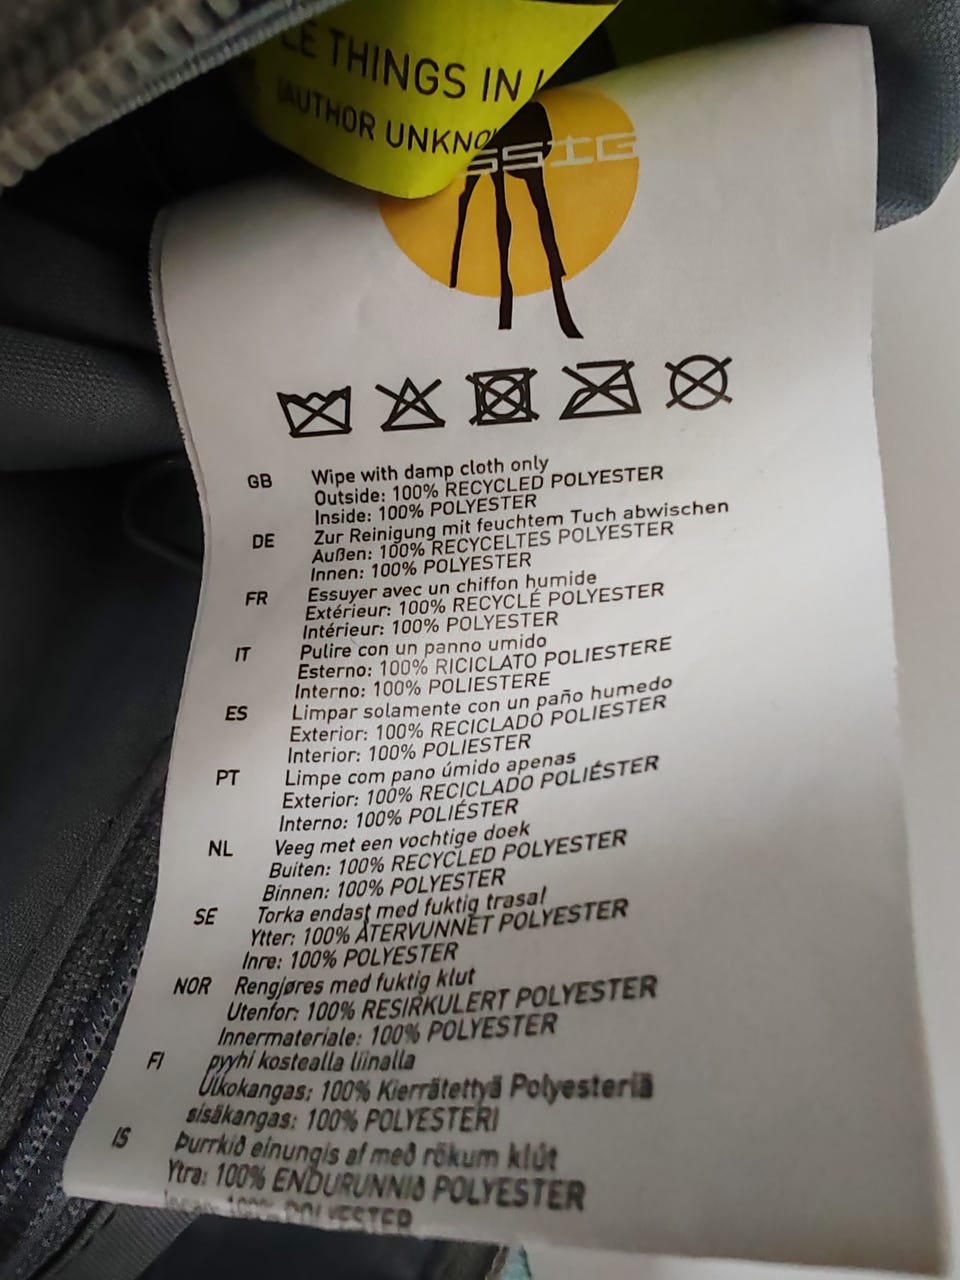 LE THINGS IN
(AUTHOR UNKNO
SSIG
GB Wipe with damp cloth only
Outside: 100% RECYCLED POLYESTER
Inside: 100% POLYESTER
DE Zur Reinigung mit feuchtem Tuch abwischen
Außen: 100% RECYCELTES POLYESTER
Innen: 100% POLYESTER
FR Essuyer avec un chiffon humide
Extérieur: 100% RECYCLÉ POLYESTER
Intérieur: 100% POLYESTER
IT Pulire con un panno umido
Esterno: 100% RICICLATO POLIESTERE
Interno: 100% POLIESTERE
ES Limpar solamente con un paño humedo
Exterior: 100% RECICLADO POLIESTER
Interior: 100% POLIESTER
PT Limpe com pano úmido apenas
Exterior: 100% RECICLADO POLIÉSTER
Interno: 100% POLIÉSTER
NL Veeg met een vochtige doek
Buiten: 100% RECYCLED POLYESTER
Binnen: 100% POLYESTER
SE Torka endast med fuktig trasa!
Ytter: 100% ÅTERVUNNET POLYESTER
Inre: 100% POLYESTER
NOR Rengjøres med fuktig klut
Utenfor: 100% RESIRKULERT POLYESTER
Innermateriale: 100% POLYESTER
FI pyyhi kostealla liinalla
Ulkokangas: 100% Kierrätettyä Polyesteriä
sisäkangas: 100% POLYESTERI
IS Þurrkið einungis af með rökum klút
Ytra: 100% ENDURUNNIÐ POLYESTER
100% POLYESTER